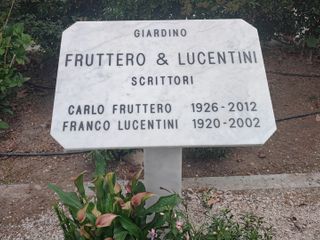 GIARDINO
FRUTTERO & LUCENTINI
SCRITTORI
CARLO FRUTTERO 1926-2012
FRANCO LUCENTINI 1920-2002